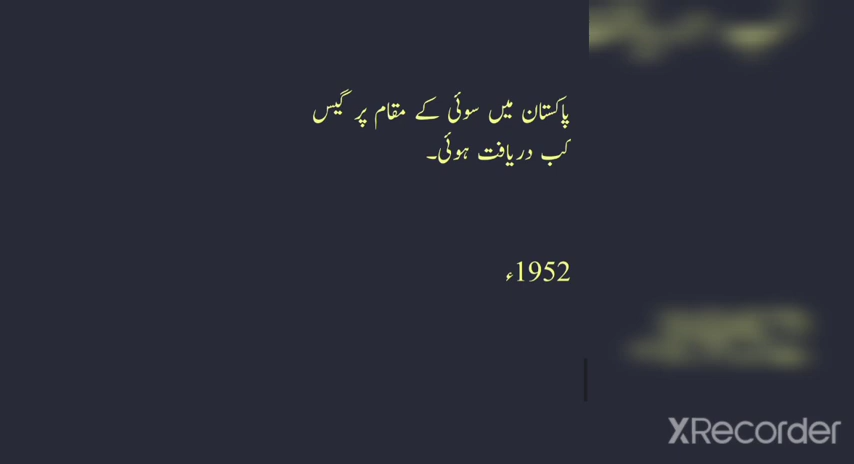 پاکستان میں سوئی کے مقام پر گیس
کب دریافت ہوئی۔
1952ء
XRecorder